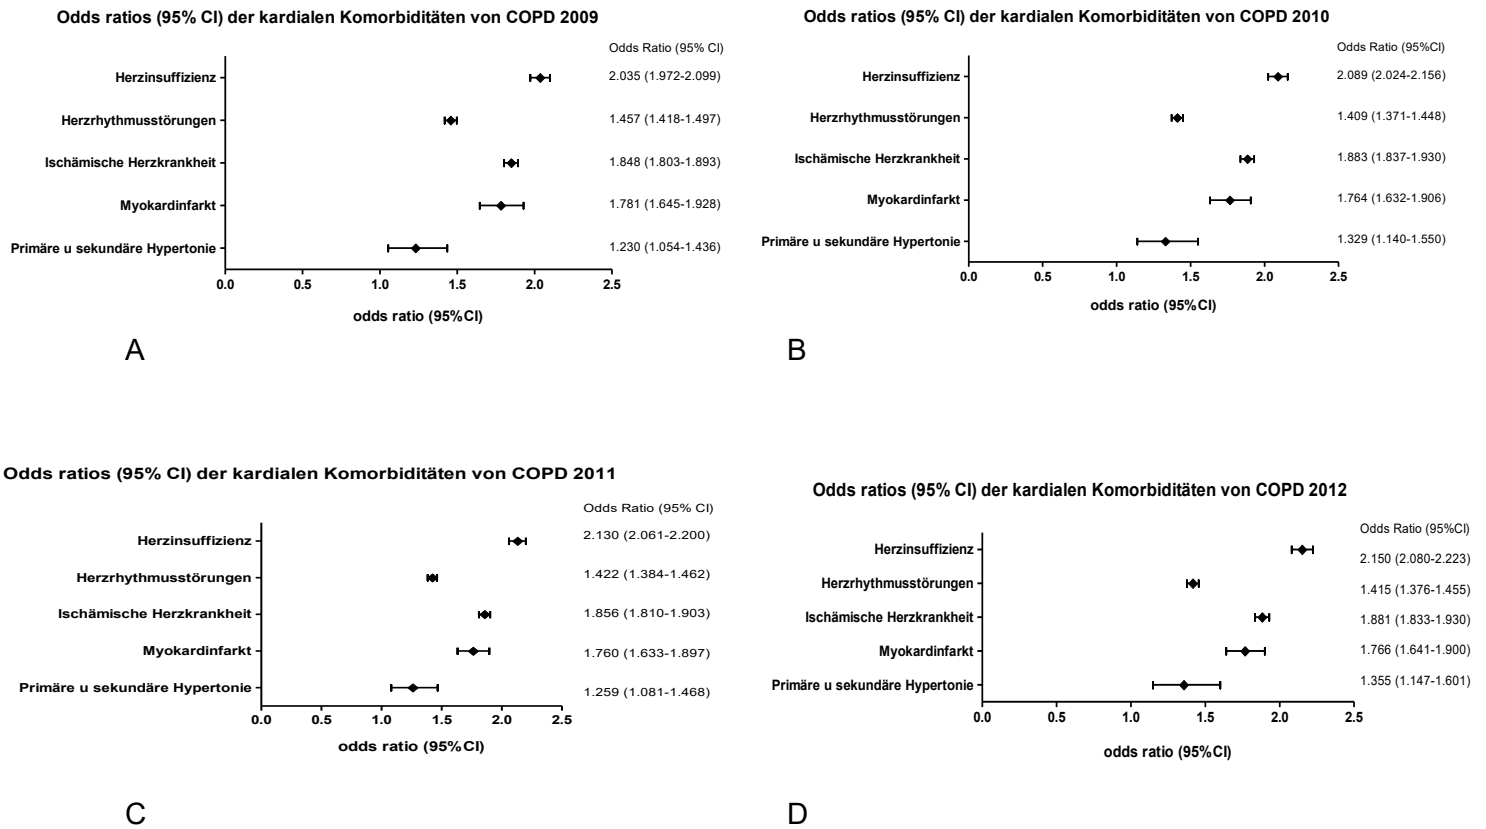 Odds ratios (95% CI) der kardialen Komorbiditäten von COPD 2009
Odds Ratio (95% CI)
Herzinsuffizienz 2.035 (1.972-2.099)
Herzrhythmusstörungen 1.457 (1.418-1.497)
Ischämische Herzkrankheit 1.848 (1.803-1.893)
Myokardinfarkt 1.781 (1.645-1.928)
Primäre u sekundäre Hypertonie 1.230 (1.054-1.436)
0.0 0.5 1.0 1.5 2.0 2.5
odds ratio (95%CI)
A
Odds ratios (95% CI) der kardialen Komorbiditäten von COPD 2010
Odds Ratio (95%CI)
Herzinsuffizienz 2.089 (2.024-2.156)
Herzrhythmusstörungen 1.409 (1.371-1.448)
Ischämische Herzkrankheit 1.883 (1.837-1.930)
Myokardinfarkt 1.764 (1.632-1.906)
Primäre u sekundäre Hypertonie 1.329 (1.140-1.550)
0.0 0.5 1.0 1.5 2.0 2.5
odds ratio (95%CI)
B
Odds ratios (95% CI) der kardialen Komorbiditäten von COPD 2011
Odds Ratio (95% CI)
Herzinsuffizienz 2.130 (2.061-2.200)
Herzrhythmusstörungen 1.422 (1.384-1.462)
Ischämische Herzkrankheit 1.856 (1.810-1.903)
Myokardinfarkt 1.760 (1.633-1.897)
Primäre u sekundäre Hypertonie 1.259 (1.081-1.468)
0.0 0.5 1.0 1.5 2.0 2.5
odds ratio (95%CI)
C
Odds ratios (95% CI) der kardialen Komorbiditäten von COPD 2012
Odds Ratio (95%CI)
Herzinsuffizienz 2.150 (2.080-2.223)
Herzrhythmusstörungen 1.415 (1.376-1.455)
Ischämische Herzkrankheit 1.881 (1.833-1.930)
Myokardinfarkt 1.766 (1.641-1.900)
Primäre u sekundäre Hypertonie 1.355 (1.147-1.601)
0.0 0.5 1.0 1.5 2.0 2.5
odds ratio (95%CI)
D